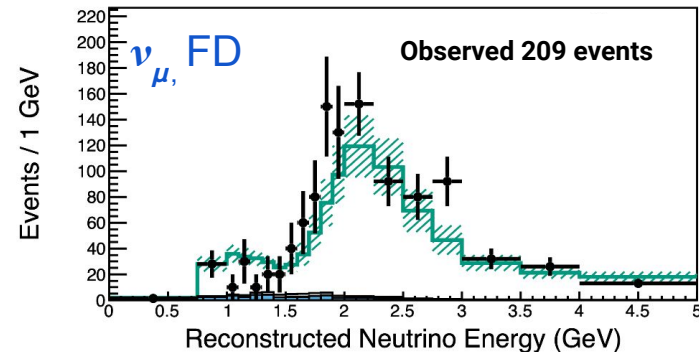 ν_μ, FD
Observed 209 events
Events / 1 GeV
220
200
180
160
140
120
100
80
60
40
20
0
0 0.5 1 1.5 2 2.5 3 3.5 4 4.5 5
Reconstructed Neutrino Energy (GeV)